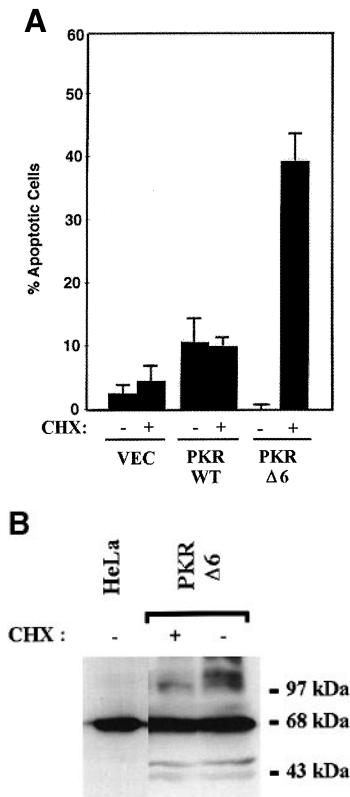 A
60
50
40
30
20
10
0
% Apoptotic Cells
CHX: - + - + - +
VEC PKR WT PKR Δ6
B
HeLa PKR Δ6
CHX : - + -
- 97 kDa
- 68 kDa
- 43 kDa